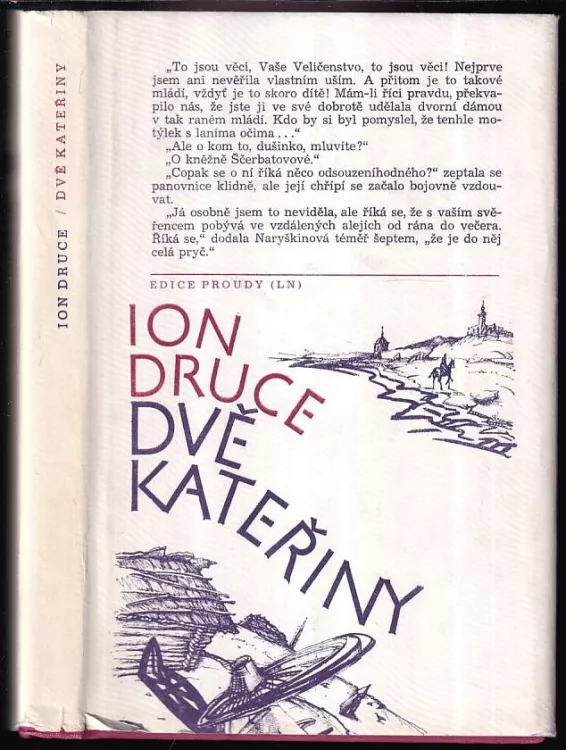 ION DRUCE / DVĚ KATEŘINY
„To jsou věci, Vaše Veličenstvo, to jsou věci! Nejprve
jsem ani nevěřila vlastním uším. A přitom je to takové
mládí, vždyť je to skoro dítě! Mám-li říci pravdu, překva-
pilo nás, že jste ji ve své dobrotě udělala dvorní dámou
v tak raném mládí. Kdo by si byl pomyslel, že tenhle mo-
týlek s laníma očima . . .“
„Ale o kom to, dušinko, mluvíte?“
„O kněžně Ščerbatovové.“
„Copak se o ní říká něco odsouzeníhodného?“ zeptala se
panovnice klidně, ale její chřípí se začalo bojovně vzdou-
vat.
„Já osobně jsem to neviděla, ale říká se, že s vaším svě-
řencem pobývá ve vzdálených alejích od rána do večera.
Říká se,“ dodala Naryškinová téměř šeptem, „že je do něj
celá pryč.“
EDICE PROUDY (LN)
ION
DRUCE
DVĚ
KATEŘINY